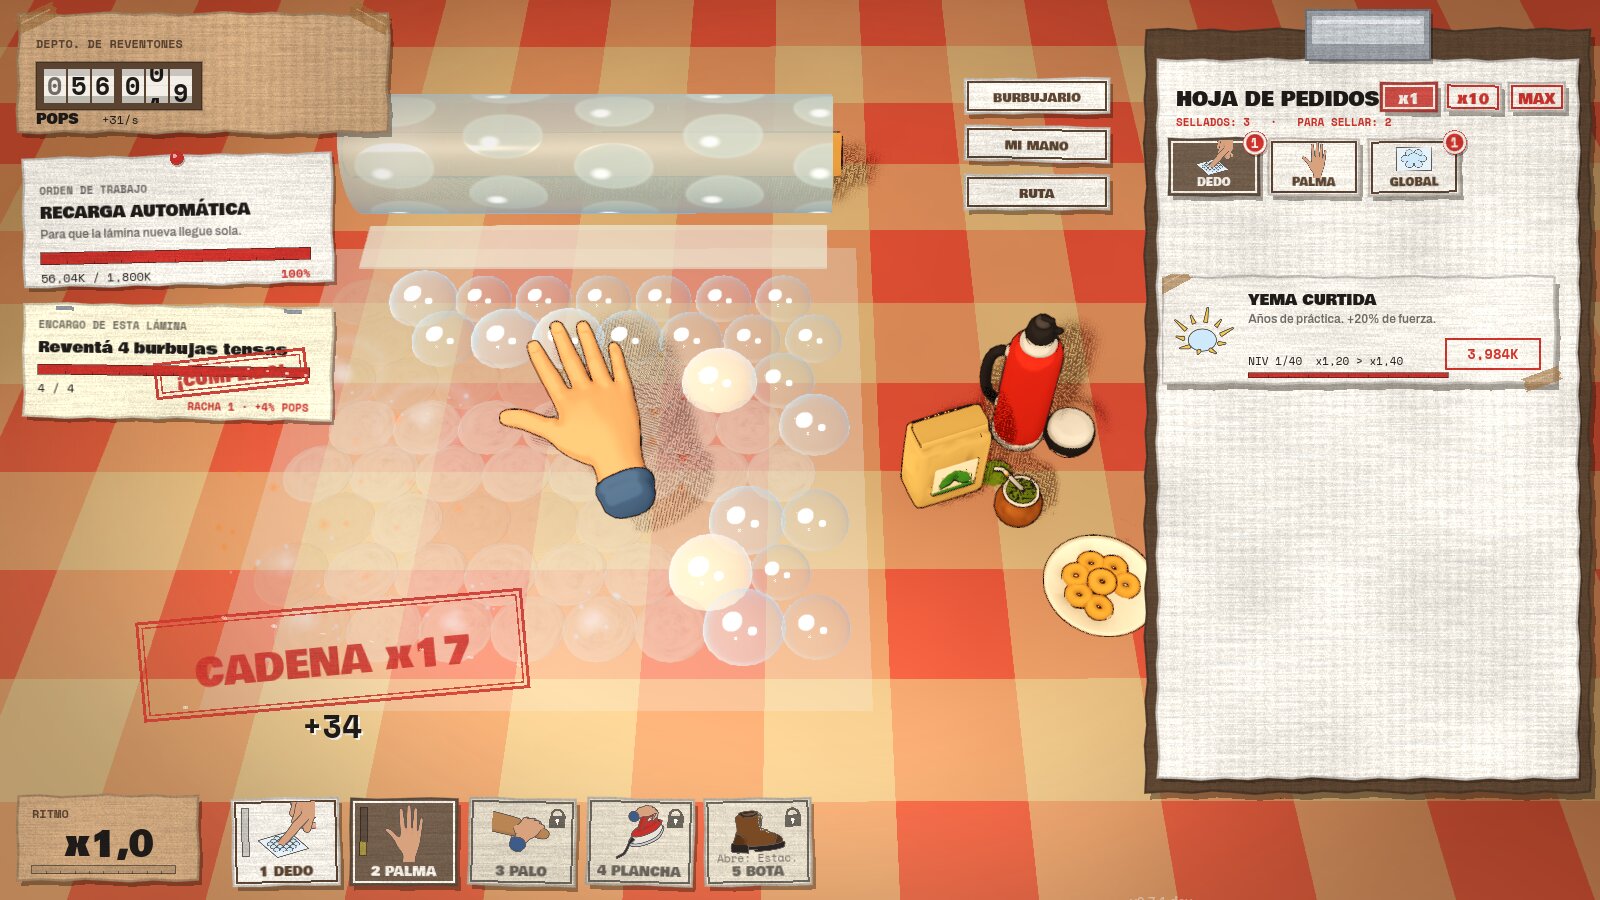 DEPTO. DE REVENTONES
POPS +31/s
ORDEN DE TRABAJO
RECARGA AUTOMÁTICA
Para que la lámina nueva llegue sola.
56,04K / 1,800K 100%
ENCARGO DE ESTA LÁMINA
Reventá 4 burbujas tensas
4 / 4
RACHA 1 · +4% POPS
CADENA x17
+34
RITMO
x1,0
1 DEDO
2 PALMA
3 PALO
4 PLANCHA
Abre: Estac.
5 BOTA
BURBUJARIO
MI MANO
RUTA
HOJA DE PEDIDOS x1 x10 MAX
SELLADOS: 3 · PARA SELLAR: 2
1 1
DEDO PALMA GLOBAL
YEMA CURTIDA
Años de práctica. +20% de fuerza.
NIV 1/40 x1,20 > x1,40
3,984K